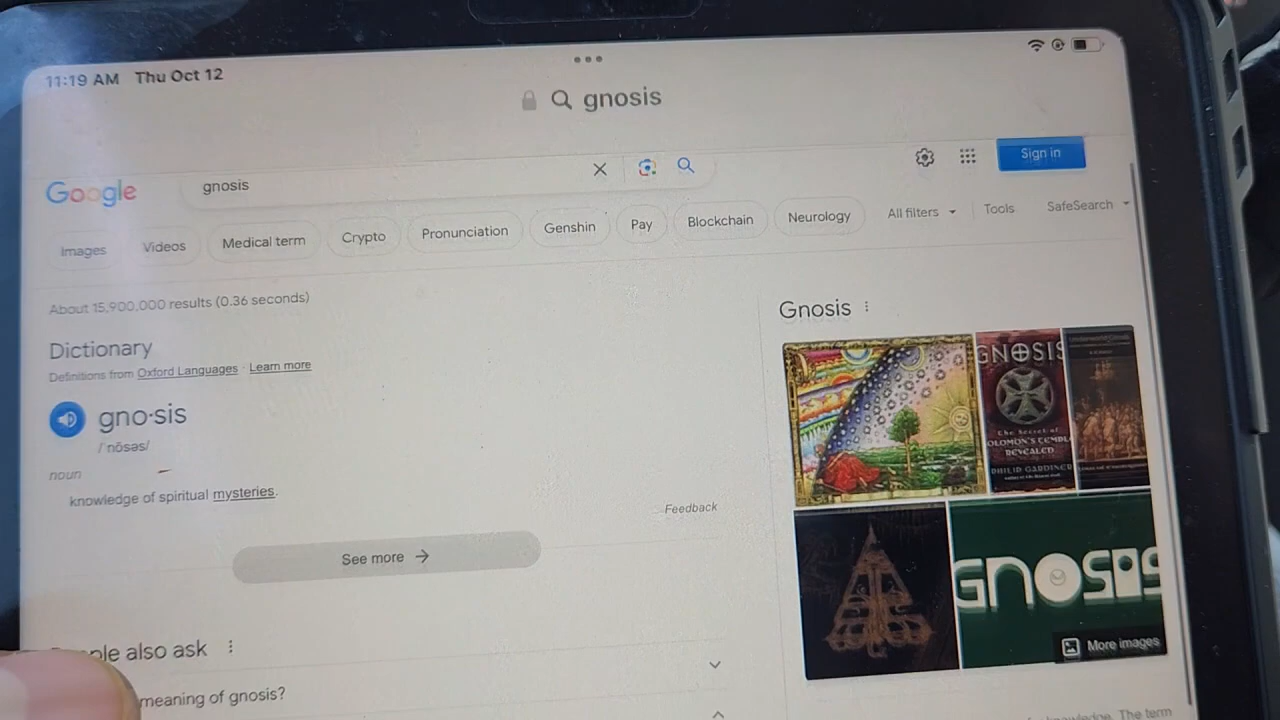 11:19 AM Thu Oct 12
gnosis
Google
gnosis
Sign in
Images Videos Medical term Crypto Pronunciation Genshin Pay Blockchain Neurology All filters Tools SafeSearch
About 15,900,000 results (0.36 seconds)
Dictionary
Definitions from Oxford Languages · Learn more
gno·sis
/ˈnōsəs/
noun
knowledge of spiritual mysteries.
Feedback
See more →
also ask
meaning of gnosis?
Gnosis
GNOSIS
The Secret of
SOLOMON'S TEMPLE
REVEALED
PHILIP GARDINER
GNOSIS
More images
knowledge. The term